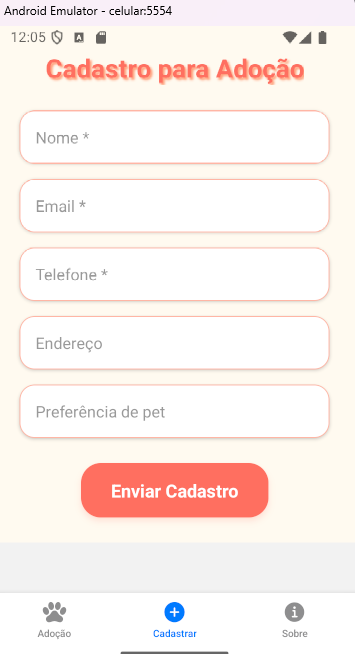 Android Emulator - celular:5554
12:05
A
Cadastro para Adoção
Nome *
Email *
Telefone *
Endereço
Preferência de pet
Enviar Cadastro
Adoção
Cadastrar
Sobre